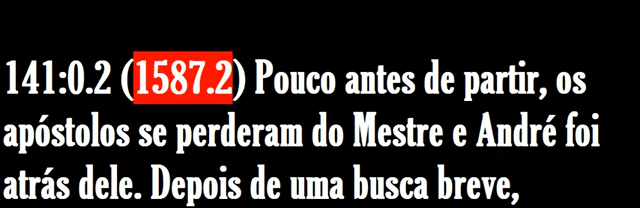 141:0.2 (1587.2) Pouco antes de partir, os
apóstolos se perderam do Mestre e André foi
atrás dele. Depois de uma busca breve,